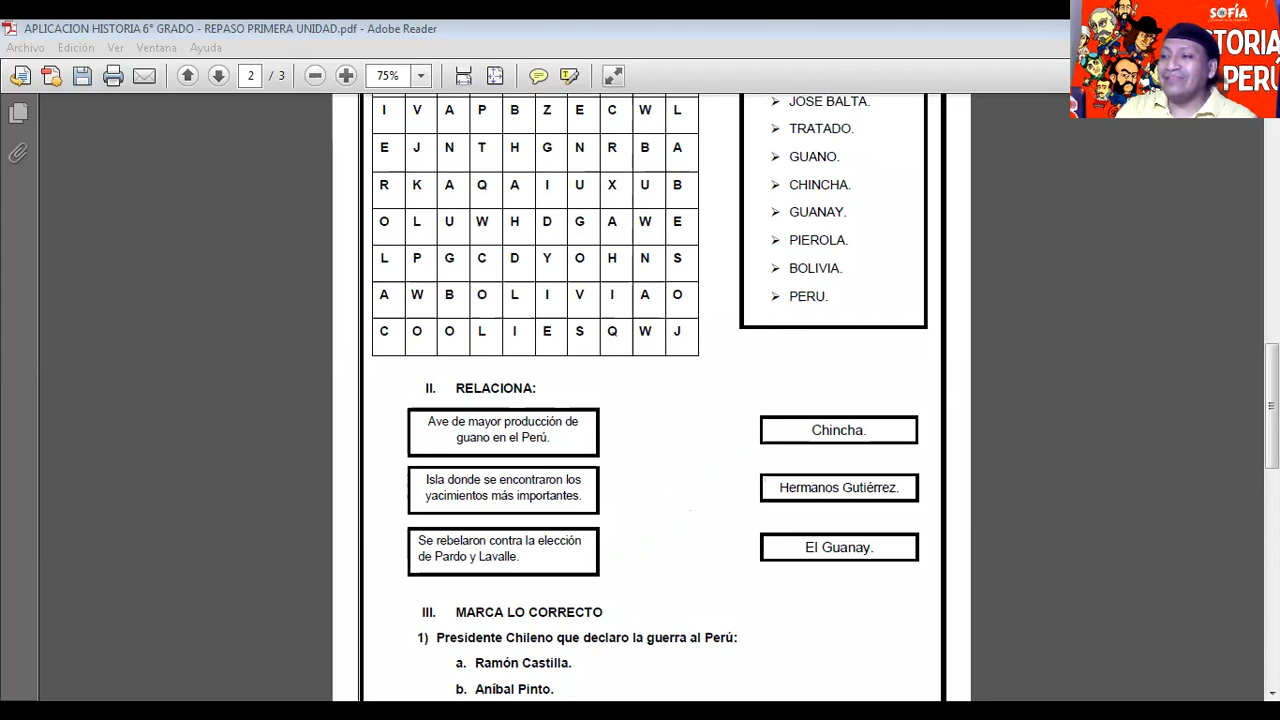 APLICACION HISTORIA 6° GRADO - REPASO PRIMERA UNIDAD.pdf - Adobe Reader
Archivo Edición Ver Ventana Ayuda
2 / 3 75%
SOFÍA
HISTORIA
PERÚ
I V A P B Z E C W L
E J N T H G N R B A
R K A Q A I U X U B
O L U W H D G A W E
L P G C D Y O H N S
A W B O L I V I A O
C O O L I E S Q W J
JOSE BALTA.
TRATADO.
GUANO.
CHINCHA.
GUANAY.
PIEROLA.
BOLIVIA.
PERU.
II. RELACIONA:
Ave de mayor producción de
guano en el Perú.
Isla donde se encontraron los
yacimientos más importantes.
Se rebelaron contra la elección
de Pardo y Lavalle.
Chincha.
Hermanos Gutiérrez.
El Guanay.
III. MARCA LO CORRECTO
1) Presidente Chileno que declaro la guerra al Perú:
a. Ramón Castilla.
b. Aníbal Pinto.